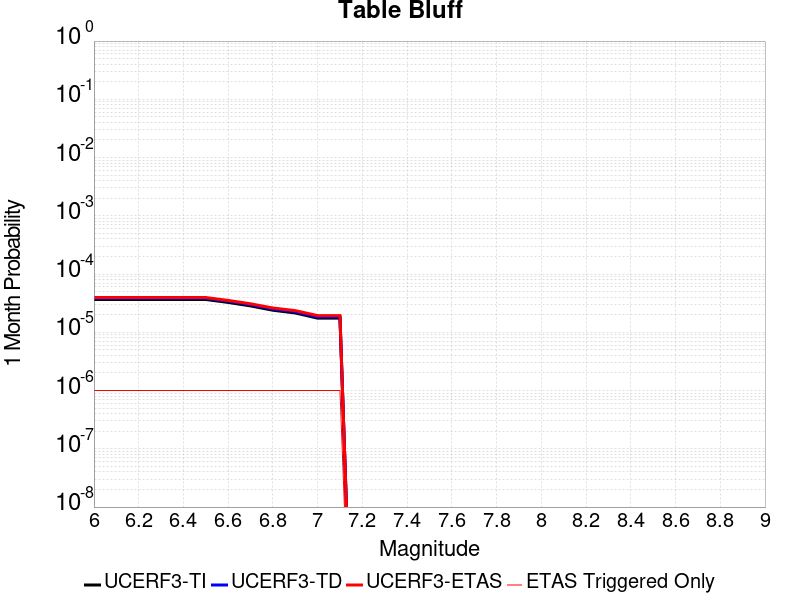 Table Bluff
10^0
10^-1
10^-2
10^-3
10^-4
10^-5
10^-6
10^-7
10^-8
1 Month Probability
6 6.2 6.4 6.6 6.8 7 7.2 7.4 7.6 7.8 8 8.2 8.4 8.6 8.8 9
Magnitude
UCERF3-TI UCERF3-TD UCERF3-ETAS ETAS Triggered Only